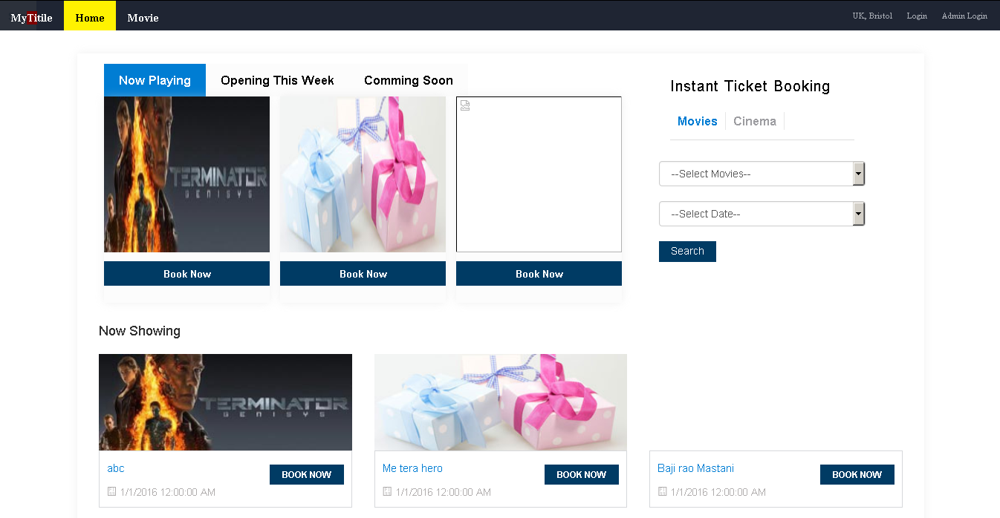 MyTitile Home Movie UK, Bristol Login Admin Login
Now Playing Opening This Week Comming Soon
Instant Ticket Booking
Movies Cinema
TERMINATOR
GENISYS
--Select Movies--
--Select Date--
Search
Book Now Book Now Book Now
Now Showing
TERMINATOR
GENISYS
abc BOOK NOW Me tera hero BOOK NOW Baji rao Mastani BOOK NOW
1/1/2016 12:00:00 AM 1/1/2016 12:00:00 AM 1/1/2016 12:00:00 AM